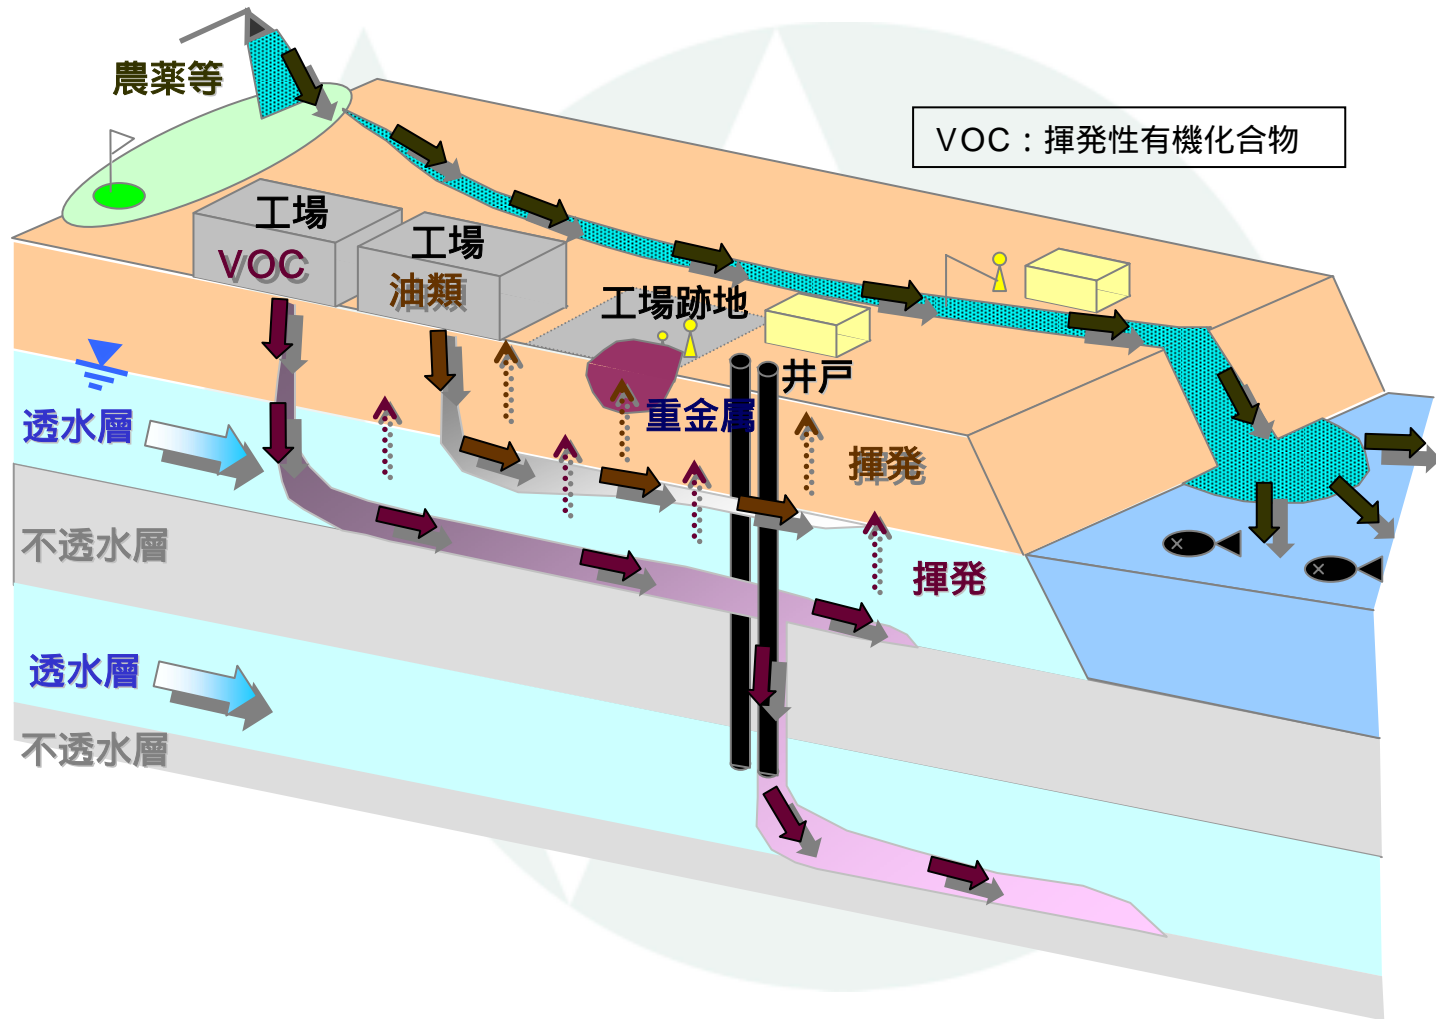 農薬等
VOC：揮発性有機化合物
工場
VOC
工場
油類
工場跡地
井戸
重金属
透水層
揮発
不透水層
揮発
透水層
不透水層